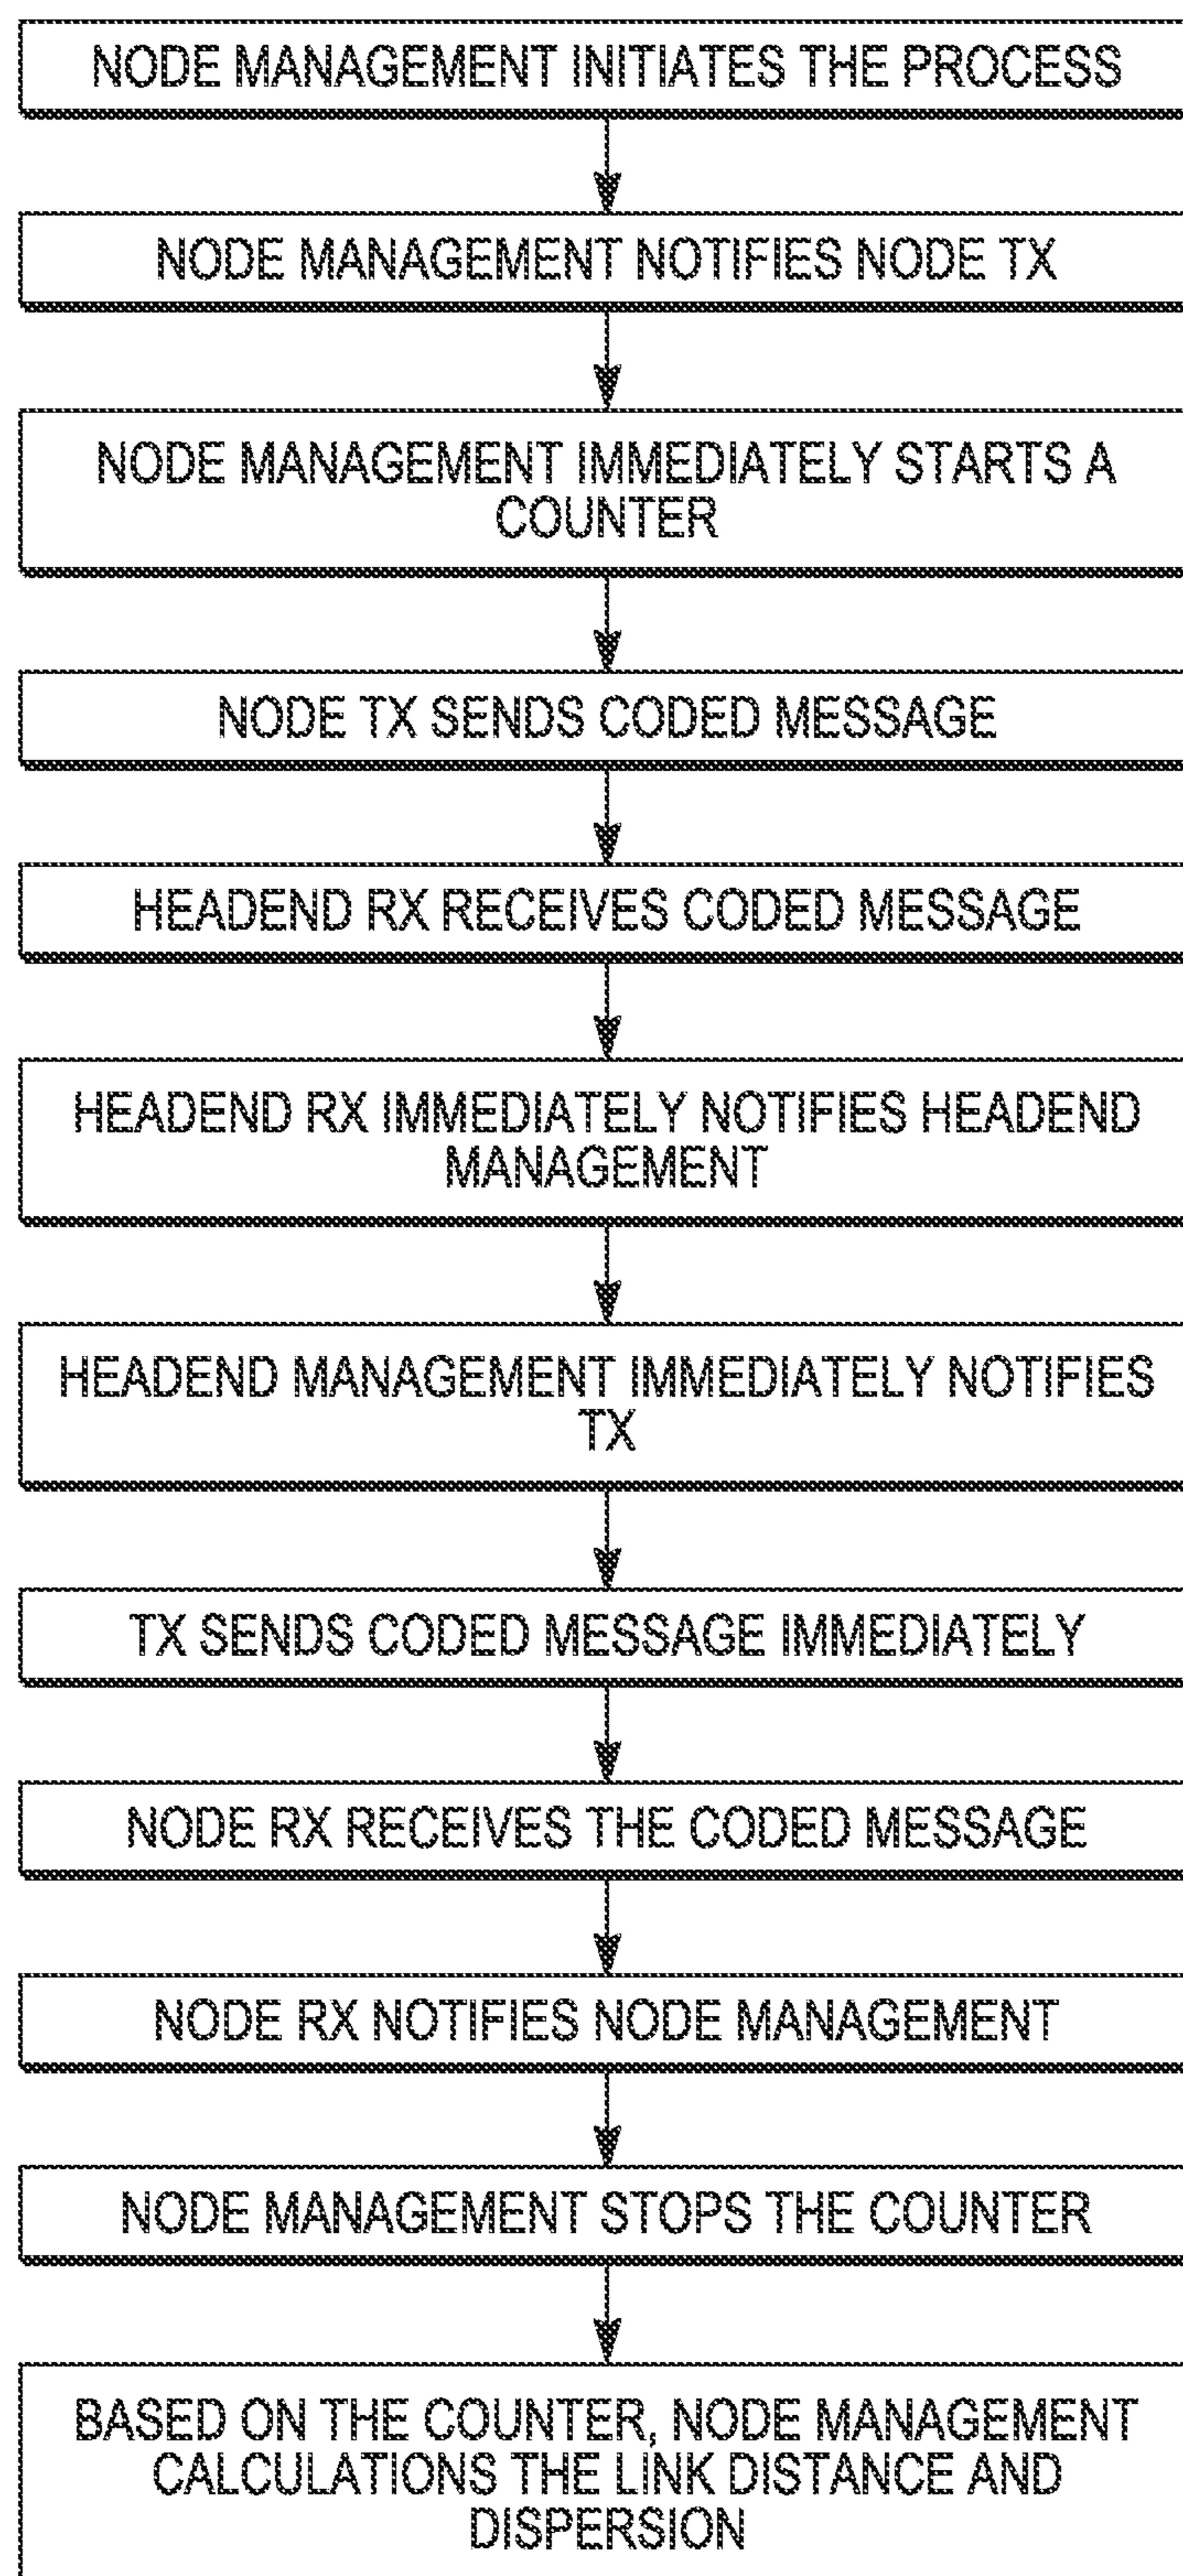 NODE MANAGEMENT INITIATES THE PROCESS
NODE MANAGEMENT NOTIFIES NODE TX
NODE MANAGEMENT IMMEDIATELY STARTS A
COUNTER
NODE TX SENDS CODED MESSAGE
HEADEND RX RECEIVES CODED MESSAGE
HEADEND RX IMMEDIATELY NOTIFIES HEADEND
MANAGEMENT
HEADEND MANAGEMENT IMMEDIATELY NOTIFIES
TX
TX SENDS CODED MESSAGE IMMEDIATELY
NODE RX RECEIVES THE CODED MESSAGE
NODE RX NOTIFIES NODE MANAGEMENT
NODE MANAGEMENT STOPS THE COUNTER
BASED ON THE COUNTER, NODE MANAGEMENT
CALCULATIONS THE LINK DISTANCE AND
DISPERSION